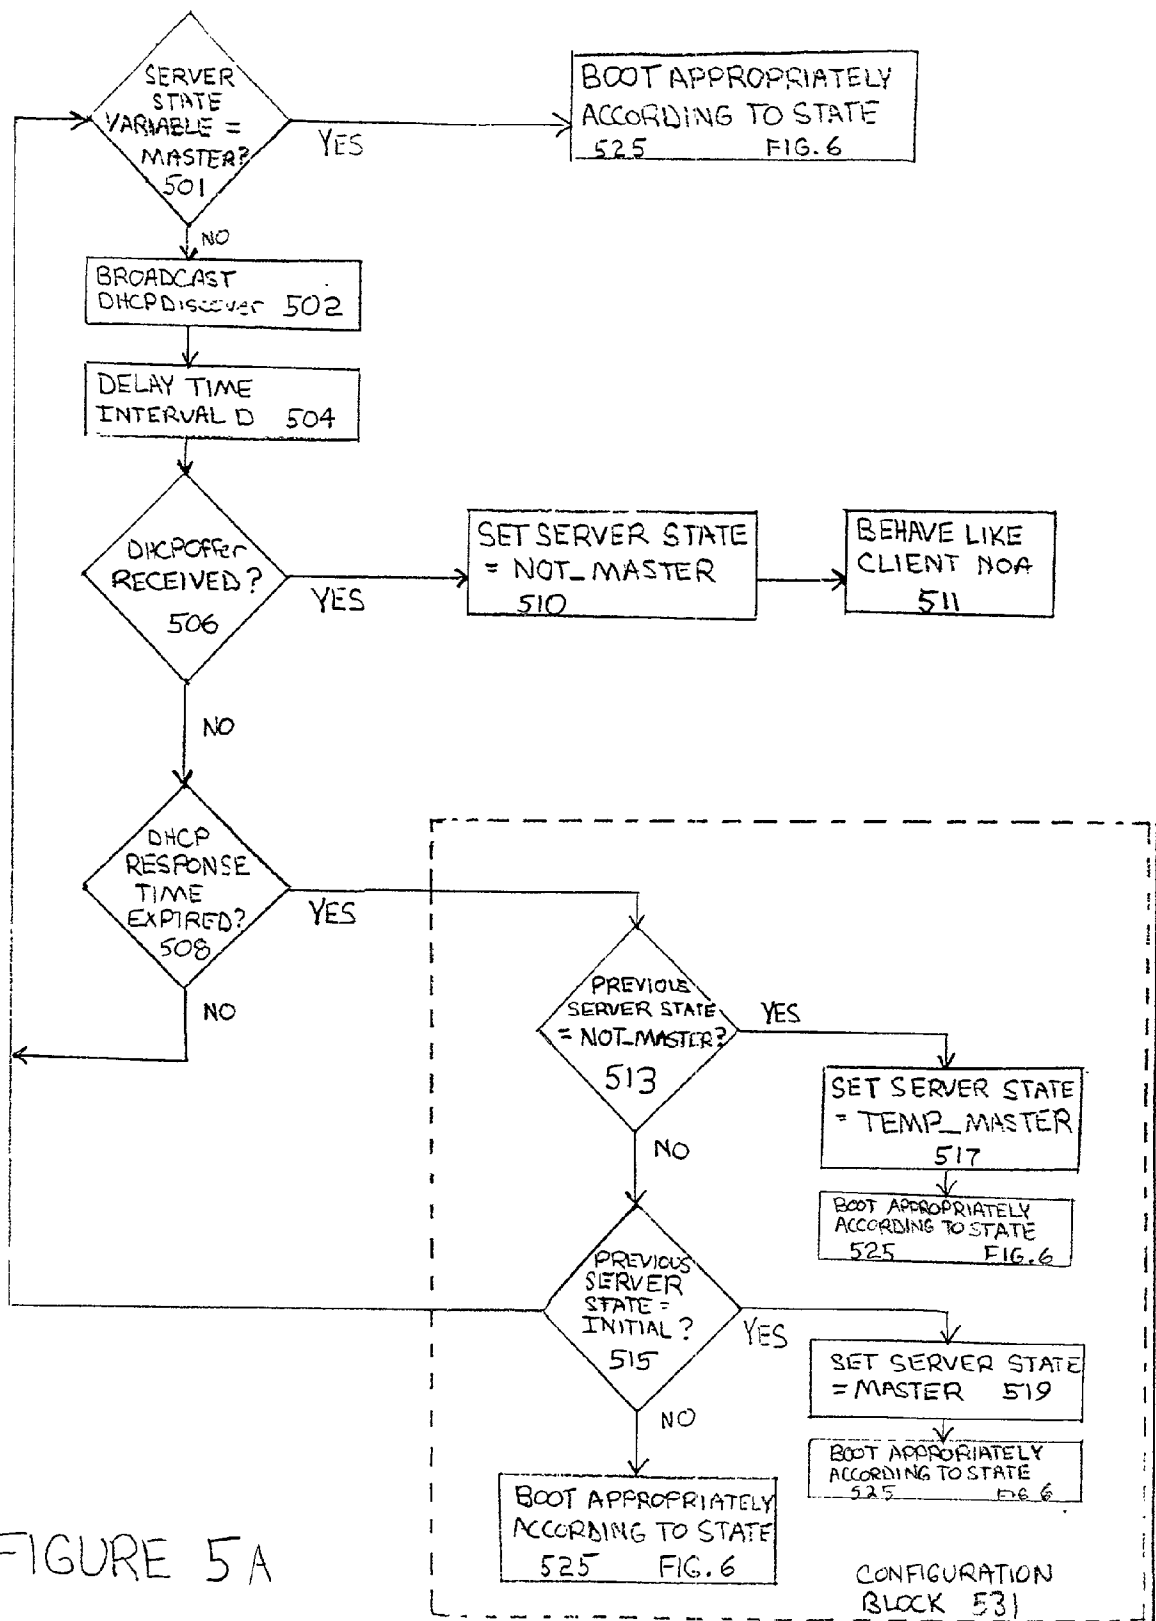 SERVER
STATE
VARIABLE =
MASTER?
501
YES
BOOT APPROPRIATELY
ACCORDING TO STATE
525 FIG. 6
NO
BROADCAST
DHCPDiscover 502
DELAY TIME
INTERVAL D 504
DHCPOffer
RECEIVED?
506
YES
SET SERVER STATE
= NOT_MASTER
510
BEHAVE LIKE
CLIENT NOA
511
NO
DHCP
RESPONSE
TIME
EXPIRED?
508
YES
NO
PREVIOUS
SERVER STATE
= NOT_MASTER?
513
YES
SET SERVER STATE
= TEMP_MASTER
517
BOOT APPROPRIATELY
ACCORDING TO STATE
525 FIG. 6
NO
PREVIOUS
SERVER
STATE =
INITIAL?
515
YES
SET SERVER STATE
= MASTER 519
BOOT APPRORIATELY
ACCORDING TO STATE
525 FIG 6
NO
BOOT APPROPRIATELY
ACCORDING TO STATE
525 FIG. 6
CONFIGURATION
BLOCK 531
FIGURE 5A